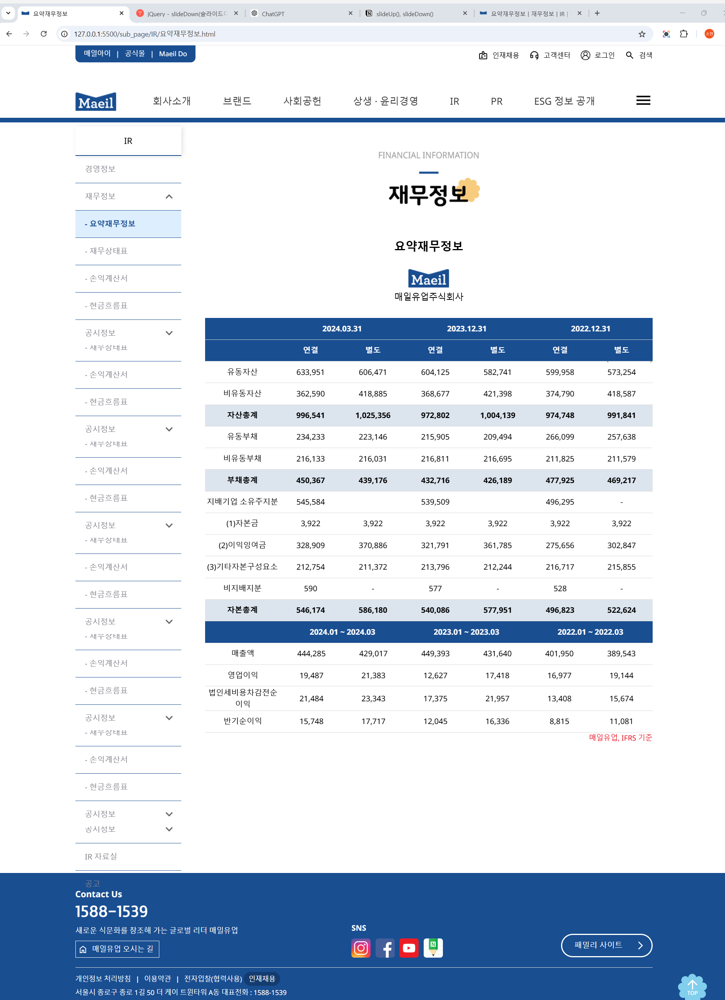 요약재무정보
jQuery - slideDown(슬라이드다
ChatGPT
slideUp(), slideDown()
요약재무정보 | 재무정보 | IR |
127.0.0.1:5500/sub_page/IR/요약재무정보.html
소현
매일아이 | 공식몰 | Maeil Do
인재채용 고객센터 로그인 검색
Maeil 회사소개 브랜드 사회공헌 상생 · 윤리경영 IR PR ESG 정보 공개
IR
경영정보
재무정보
- 요약재무정보
- 재무상태표
- 손익계산서
- 현금흐름표
공시정보
- 재무상태표
- 손익계산서
- 현금흐름표
공시정보
- 재무상태표
- 손익계산서
- 현금흐름표
공시정보
- 재무상태표
- 손익계산서
- 현금흐름표
공시정보
- 재무상태표
- 손익계산서
- 현금흐름표
공시정보
- 재무상태표
- 손익계산서
- 현금흐름표
공시정보
공시정보
IR 자료실
공고
FINANCIAL INFORMATION
재무정보
요약재무정보
Maeil
매일유업주식회사
2024.03.31 2023.12.31 2022.12.31
연결 별도 연결 별도 연결 별도
유동자산 633,951 606,471 604,125 582,741 599,958 573,254
비유동자산 362,590 418,885 368,677 421,398 374,790 418,587
자산총계 996,541 1,025,356 972,802 1,004,139 974,748 991,841
유동부채 234,233 223,146 215,905 209,494 266,099 257,638
비유동부채 216,133 216,031 216,811 216,695 211,825 211,579
부채총계 450,367 439,176 432,716 426,189 477,925 469,217
지배기업 소유주지분 545,584 539,509 496,295 -
(1)자본금 3,922 3,922 3,922 3,922 3,922 3,922
(2)이익잉여금 328,909 370,886 321,791 361,785 275,656 302,847
(3)기타자본구성요소 212,754 211,372 213,796 212,244 216,717 215,855
비지배지분 590 - 577 - 528 -
자본총계 546,174 586,180 540,086 577,951 496,823 522,624
2024.01 ~ 2024.03 2023.01 ~ 2023.03 2022.01 ~ 2022.03
매출액 444,285 429,017 449,393 431,640 401,950 389,543
영업이익 19,487 21,383 12,627 17,418 16,977 19,144
법인세비용차감전순
이익 21,484 23,343 17,375 21,957 13,408 15,674
반기순이익 15,748 17,717 12,045 16,336 8,815 11,081
매일유업, IFRS 기준
Contact Us
1588-1539
새로운 식문화를 창조해 가는 글로벌 리더 매일유업
매일유업 오시는 길
SNS
N
패밀리 사이트
개인정보 처리방침 | 이용약관 | 전자입찰(협력사용) 인재채용
서울시 종로구 종로 1길 50 더 케이 트윈타워 A동 대표전화 : 1588-1539
TOP